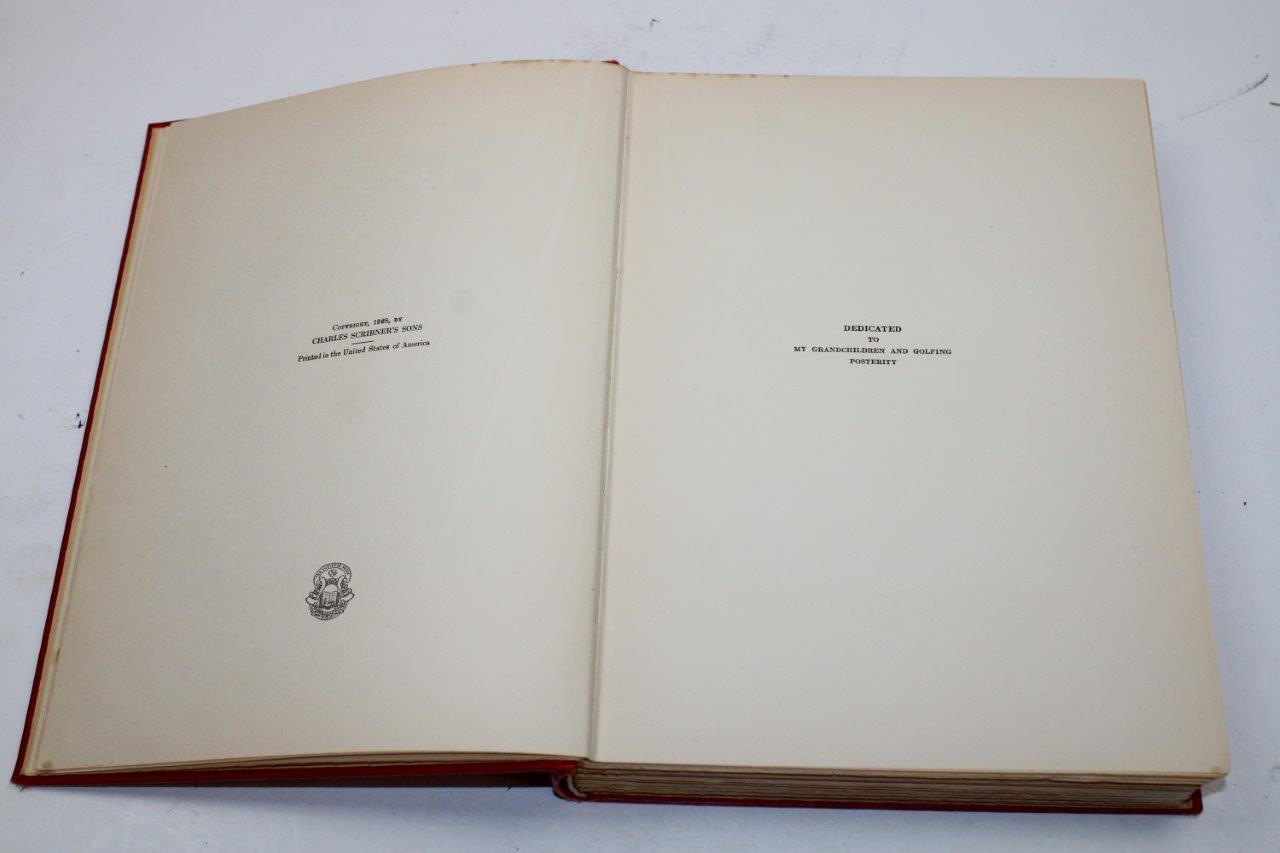 COPYRIGHT, 1928, BY
CHARLES SCRIBNER'S SONS
Printed in the United States of America
DEDICATED
TO
MY GRANDCHILDREN AND GOLFING
POSTERITY